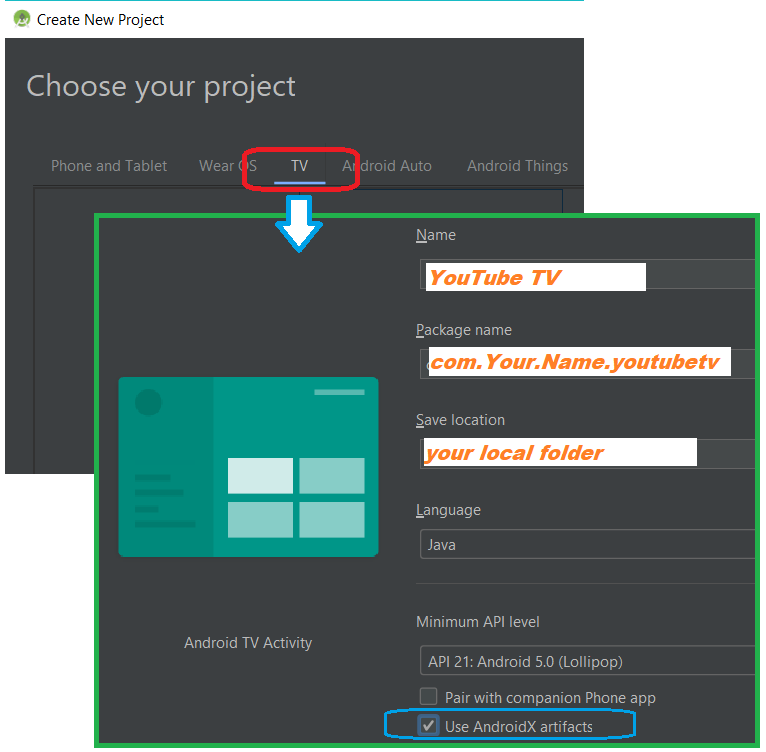 Create New Project
Choose your project
Phone and Tablet Wear OS TV Android Auto Android Things
Name
YouTube TV
Package name
com.Your.Name.youtubetv
Save location
your local folder
Language
Java
Minimum API level
API 21: Android 5.0 (Lollipop)
Pair with companion Phone app
Use AndroidX artifacts
Android TV Activity